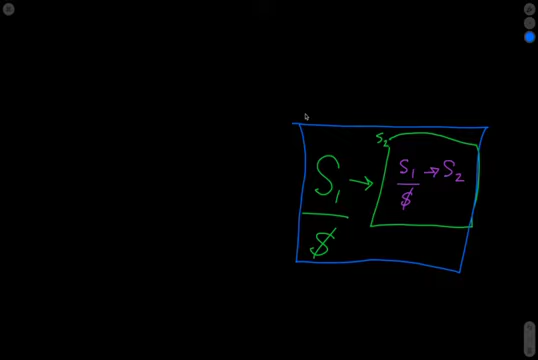 S₂
S₁ → S₁ → S₂
$ $